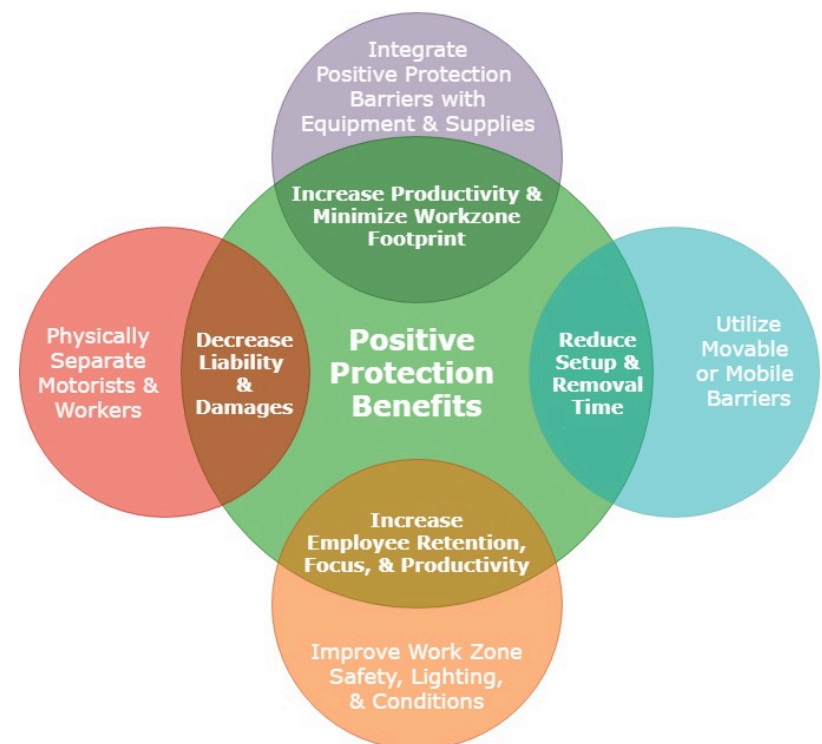 Integrate
Positive Protection
Barriers with
Equipment & Supplies
Increase Productivity &
Minimize Workzone
Footprint
Physically
Separate
Motorists &
Workers
Decrease
Liability
&
Damages
Positive
Protection
Benefits
Reduce
Setup &
Removal
Time
Utilize
Movable
or Mobile
Barriers
Increase
Employee Retention,
Focus, & Productivity
Improve Work Zone
Safety, Lighting,
& Conditions